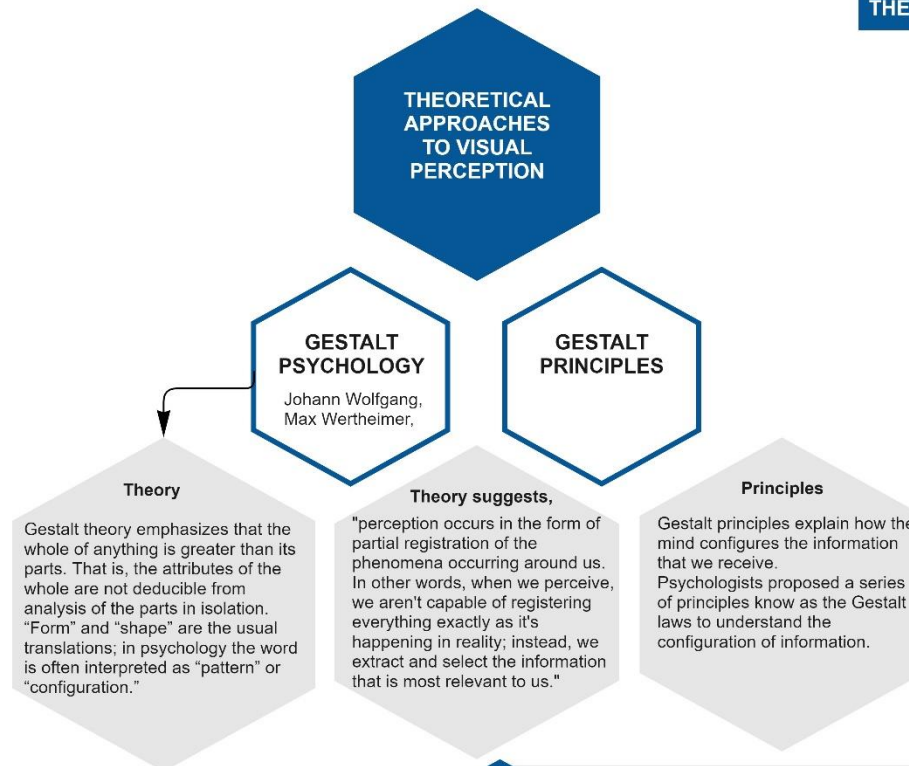 THE
THEORETICAL
APPROACHES
TO VISUAL
PERCEPTION
GESTALT
PSYCHOLOGY
Johann Wolfgang,
Max Wertheimer,
GESTALT
PRINCIPLES
Theory
Gestalt theory emphasizes that the
whole of anything is greater than its
parts. That is, the attributes of the
whole are not deducible from
analysis of the parts in isolation.
“Form” and “shape” are the usual
translations; in psychology the word
is often interpreted as “pattern” or
“configuration.”
Theory suggests,
"perception occurs in the form of
partial registration of the
phenomena occurring around us.
In other words, when we perceive,
we aren't capable of registering
everything exactly as it's
happening in reality; instead, we
extract and select the information
that is most relevant to us."
Principles
Gestalt principles explain how the
mind configures the information
that we receive.
Psychologists proposed a series
of principles know as the Gestalt
laws to understand the
configuration of information.